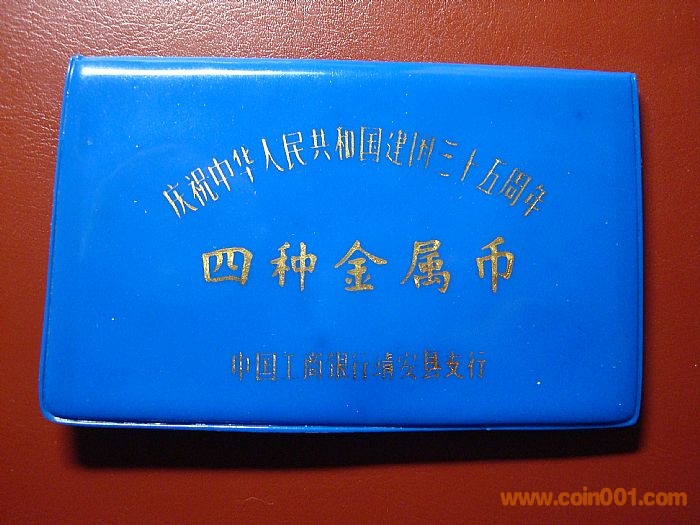 庆祝中华人民共和国建国三十五周年
四种金属币
中国工商银行靖安县支行
www.coin001.com